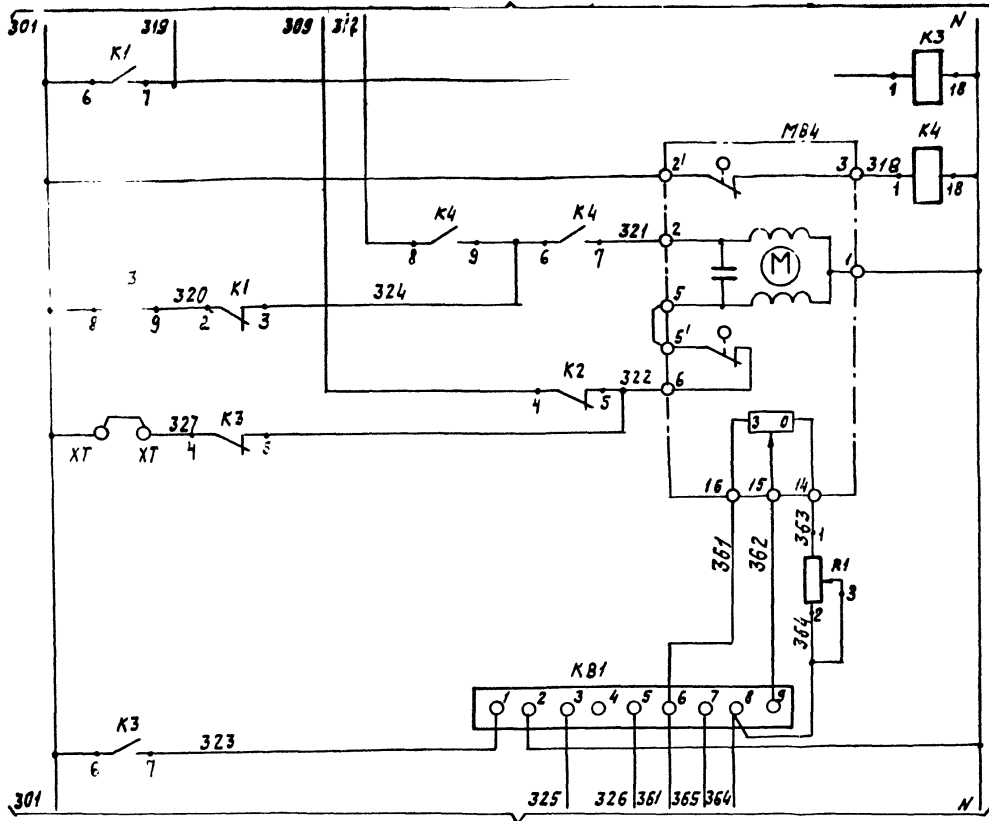 301 319 309 312 N
K1 K3
6 7 1 18
MB4 K4
2' 3 318 1 18
K4 K4 321 2
8 9 6 7
M 1
3 320 K1 324 5
8 9 2 3
5'
K2 322 6
4 5
327 K3
XT XT 4
3 0
16 15 14
361 362 363 1
R1
3
2
364
KB1
1 2 3 4 5 6 7 8 9
K3 323
6 7
301 325 326 361 365 364 N